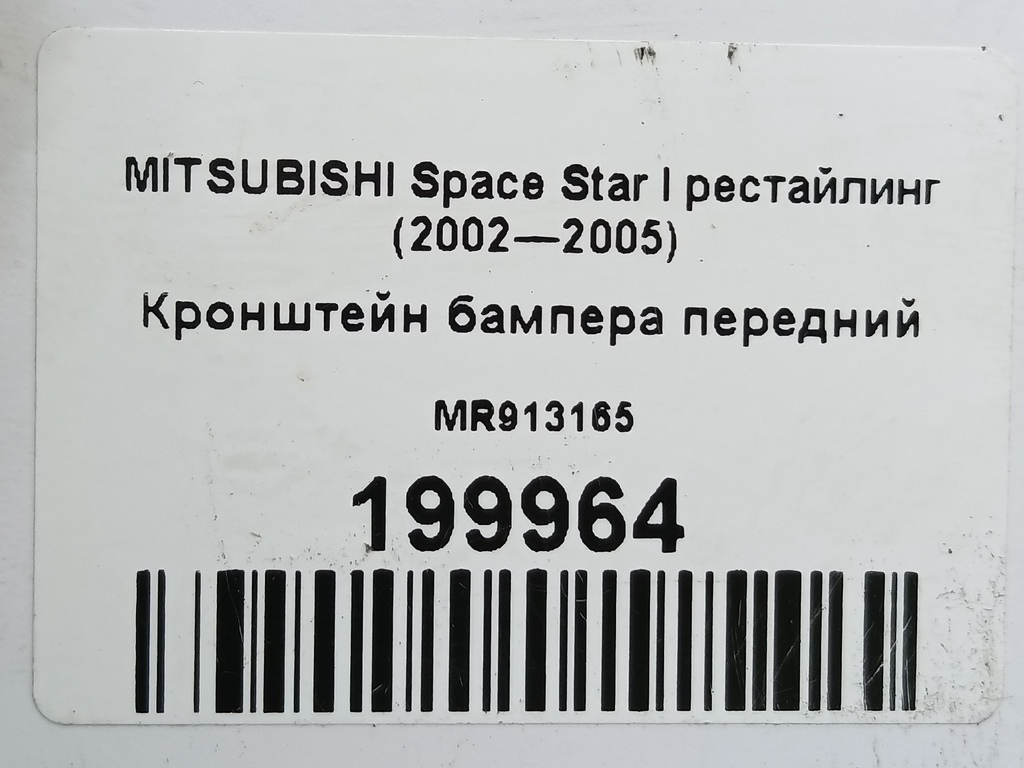 MITSUBISHI Space Star I рестайлинг
(2002—2005)
Кронштейн бампера передний
MR913165
199964